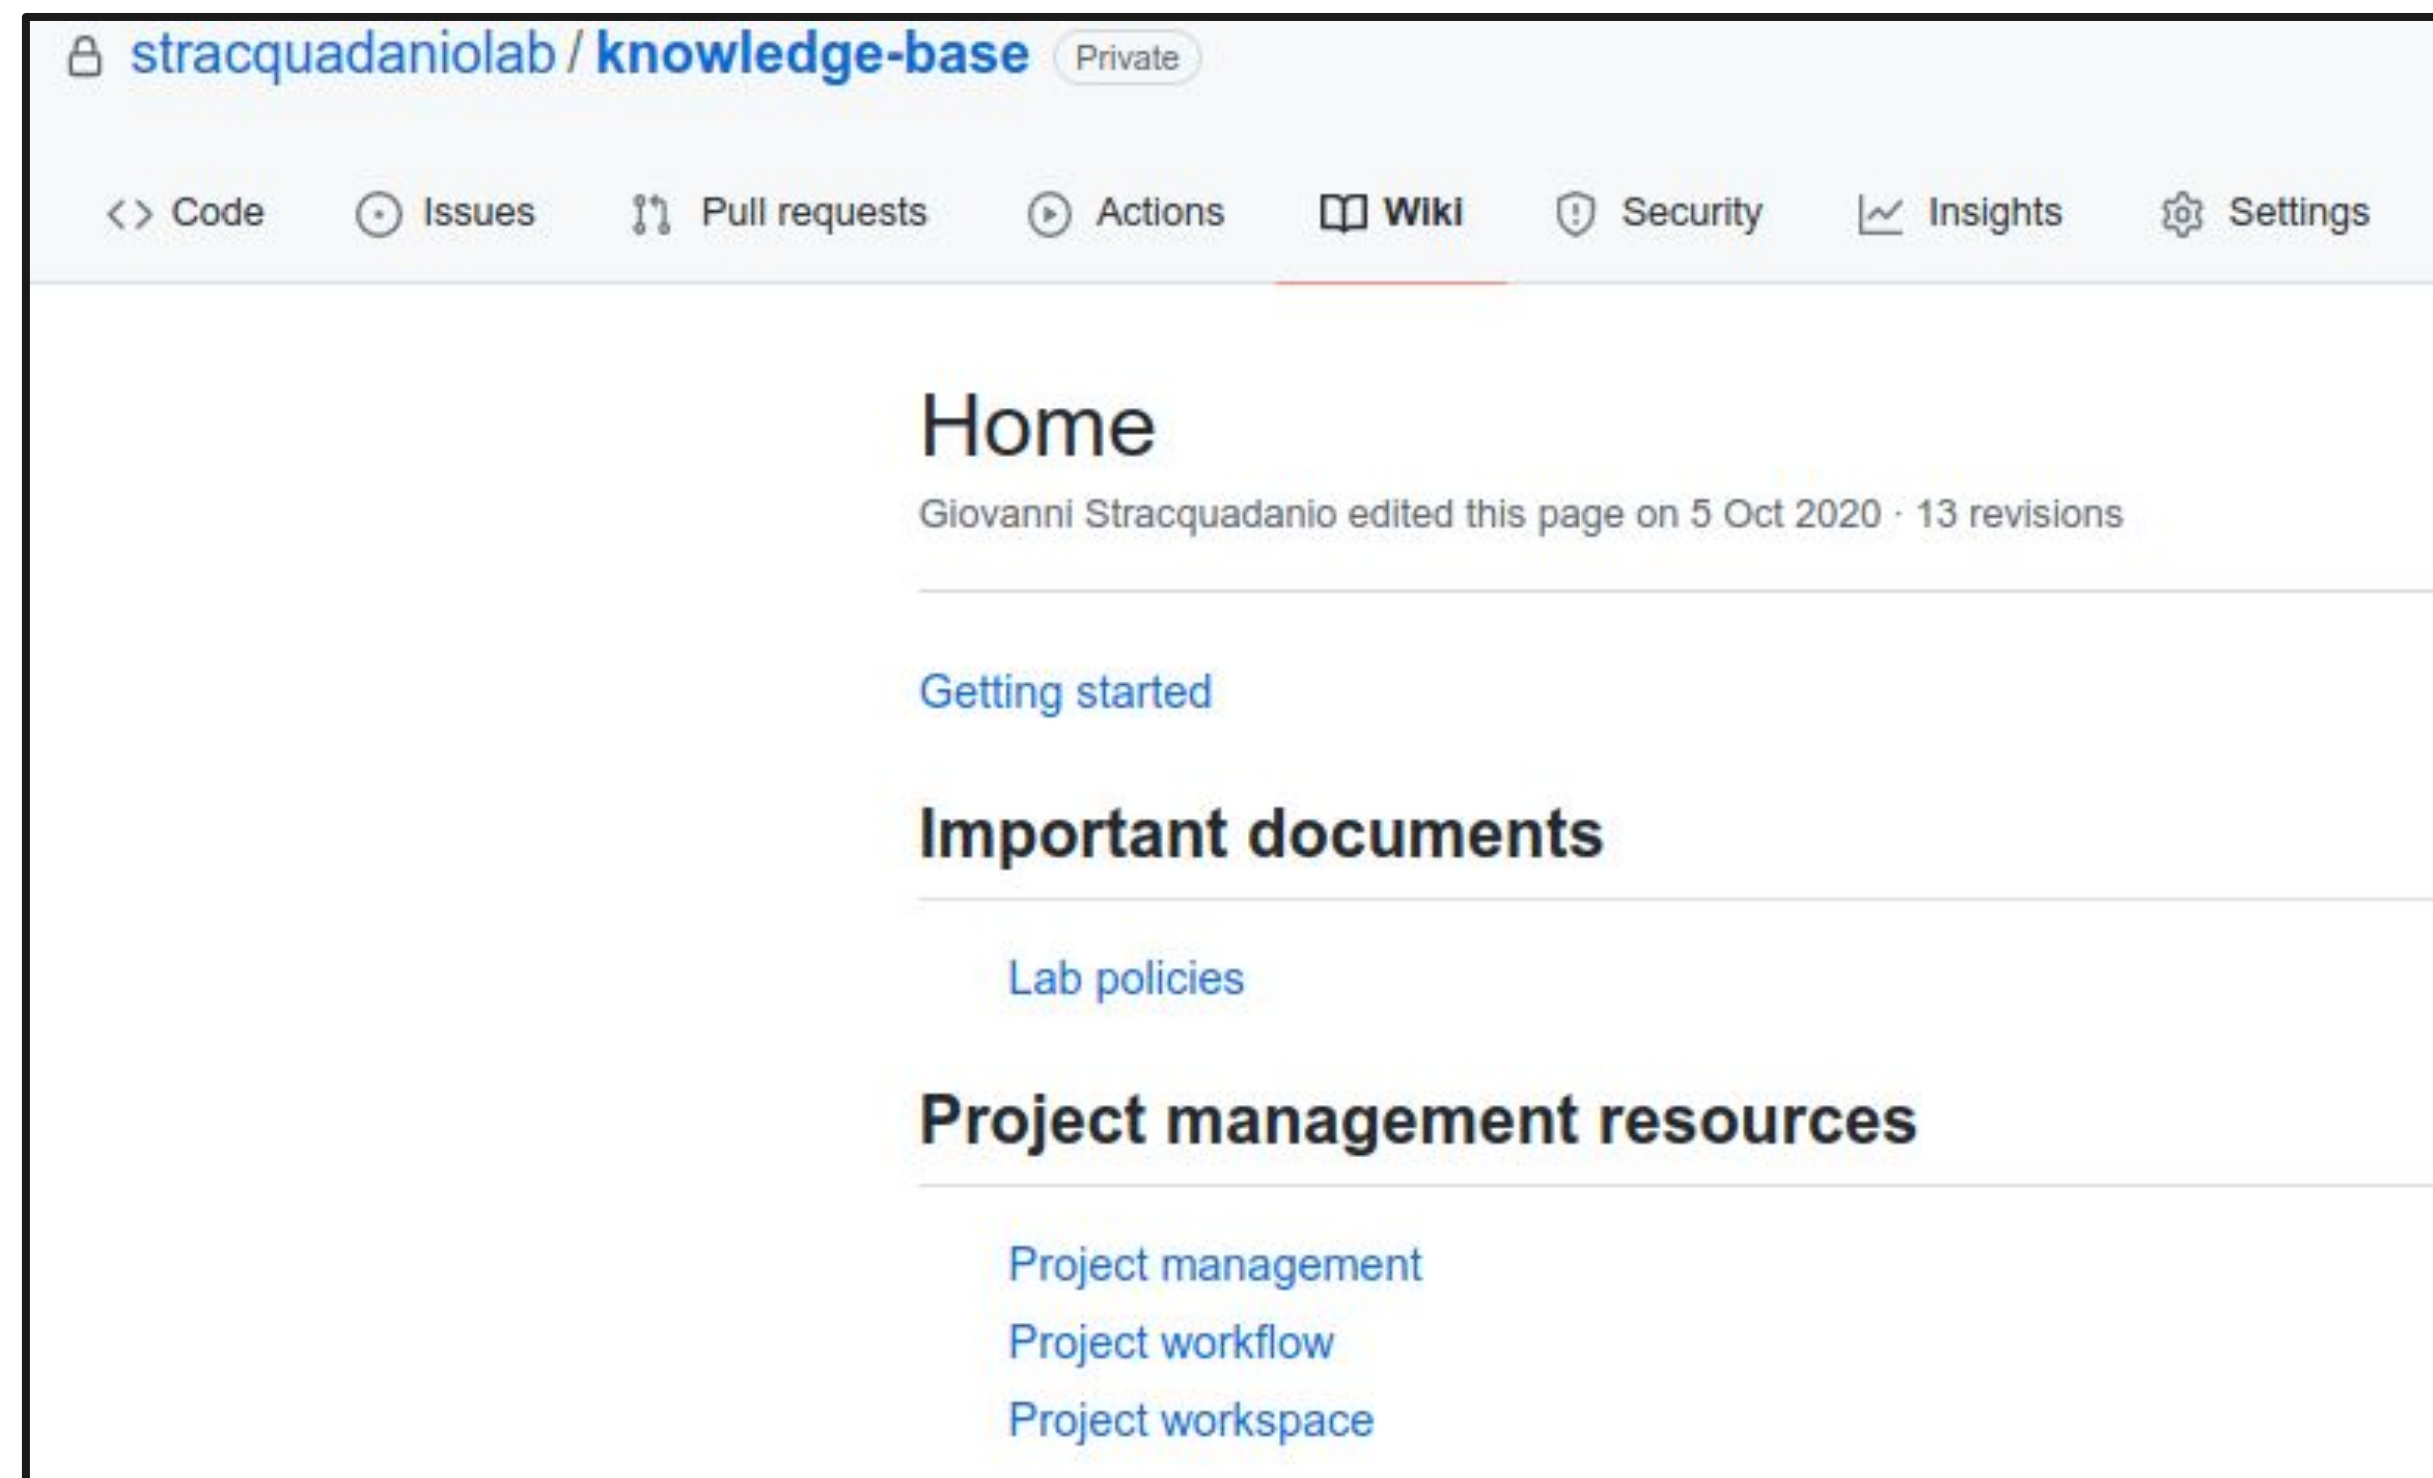 stracquadaniolab / knowledge-base Private
Code Issues Pull requests Actions Wiki Security Insights Settings
Home
Giovanni Stracquadanio edited this page on 5 Oct 2020 · 13 revisions
Getting started
Important documents
Lab policies
Project management resources
Project management
Project workflow
Project workspace